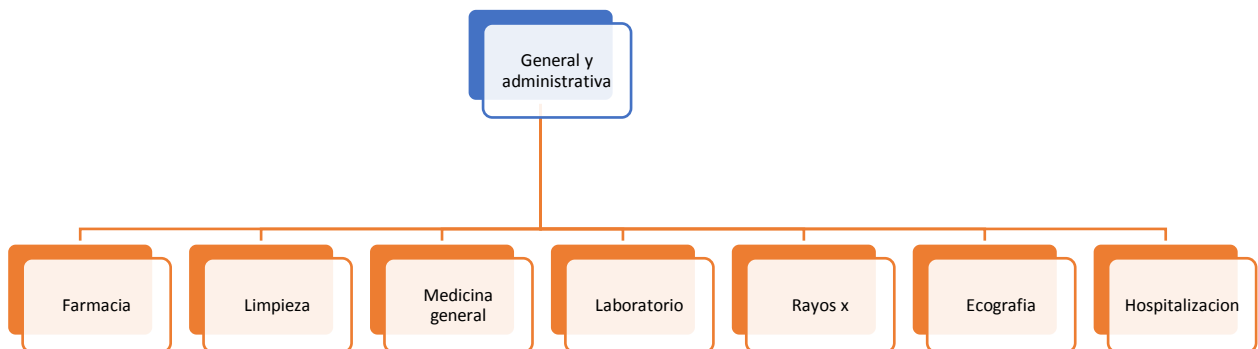 General y
administrativa
Farmacia
Limpieza
Medicina
general
Laboratorio
Rayos x
Ecografia
Hospitalizacion